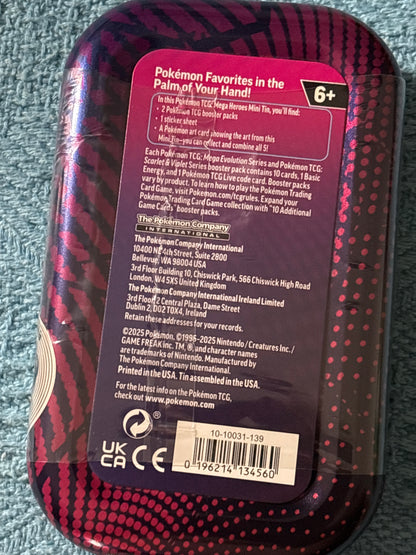 Pokémon Favorites in the
Palm of Your Hand!
6+
In this Pokémon TCG: Mega Heroes Mini Tin, you'll find:
• 2 Pokémon TCG booster packs
• 1 sticker sheet
• A Pokémon art card showing the art from this
Mini Tin—you can collect and combine all 5!
Each Pokémon TCG: Mega Evolution Series and Pokémon TCG:
Scarlet & Violet Series booster pack contains 10 cards, 1 Basic
Energy, and 1 Pokémon TCG Live code card. Booster packs
vary by product. To learn how to play the Pokémon Trading
Card Game, visit Pokemon.com/tcgrules. Expand your
Pokémon Trading Card Game collection with "10 Additional
Game Cards" booster packs.
The Pokémon Company
INTERNATIONAL
The Pokémon Company International
10400 NE 4th Street, Suite 2800
Bellevue, WA 98004 USA
3rd Floor Building 10, Chiswick Park, 566 Chiswick High Road
London, W4 5XS United Kingdom
The Pokémon Company International Ireland Limited
3rd Floor, 2 Central Plaza, Dame Street
Dublin 2, D02 T0X4, Ireland
Retain these addresses for your records.
©2025 Pokémon. ©1995–2025 Nintendo / Creatures Inc. /
GAME FREAK inc. TM, ®, and character names
are trademarks of Nintendo. Manufactured by
The Pokémon Company International.
Printed in the USA. Tin assembled in the USA.
For the latest info on the Pokémon TCG,
check out www.pokemon.com
®
UK
CA CE
10-10031-139
0 196214 134560